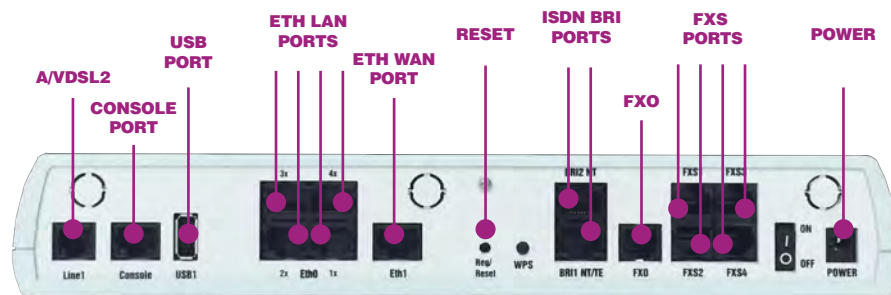 A/VDSL2
CONSOLE
PORT
USB
PORT
ETH LAN
PORTS
ETH WAN
PORT
RESET
ISDN BRI
PORTS
FXO
FXS
PORTS
POWER
3x
4x
BRI2 NT
FXS1
FXS3
ON
I
O
OFF
Line1
Console
USB1
2x
Eth0
1x
Eth1
Reg/
Reset
WPS
BRI1 NT/TE
FXO
FXS2
FXS4
POWER